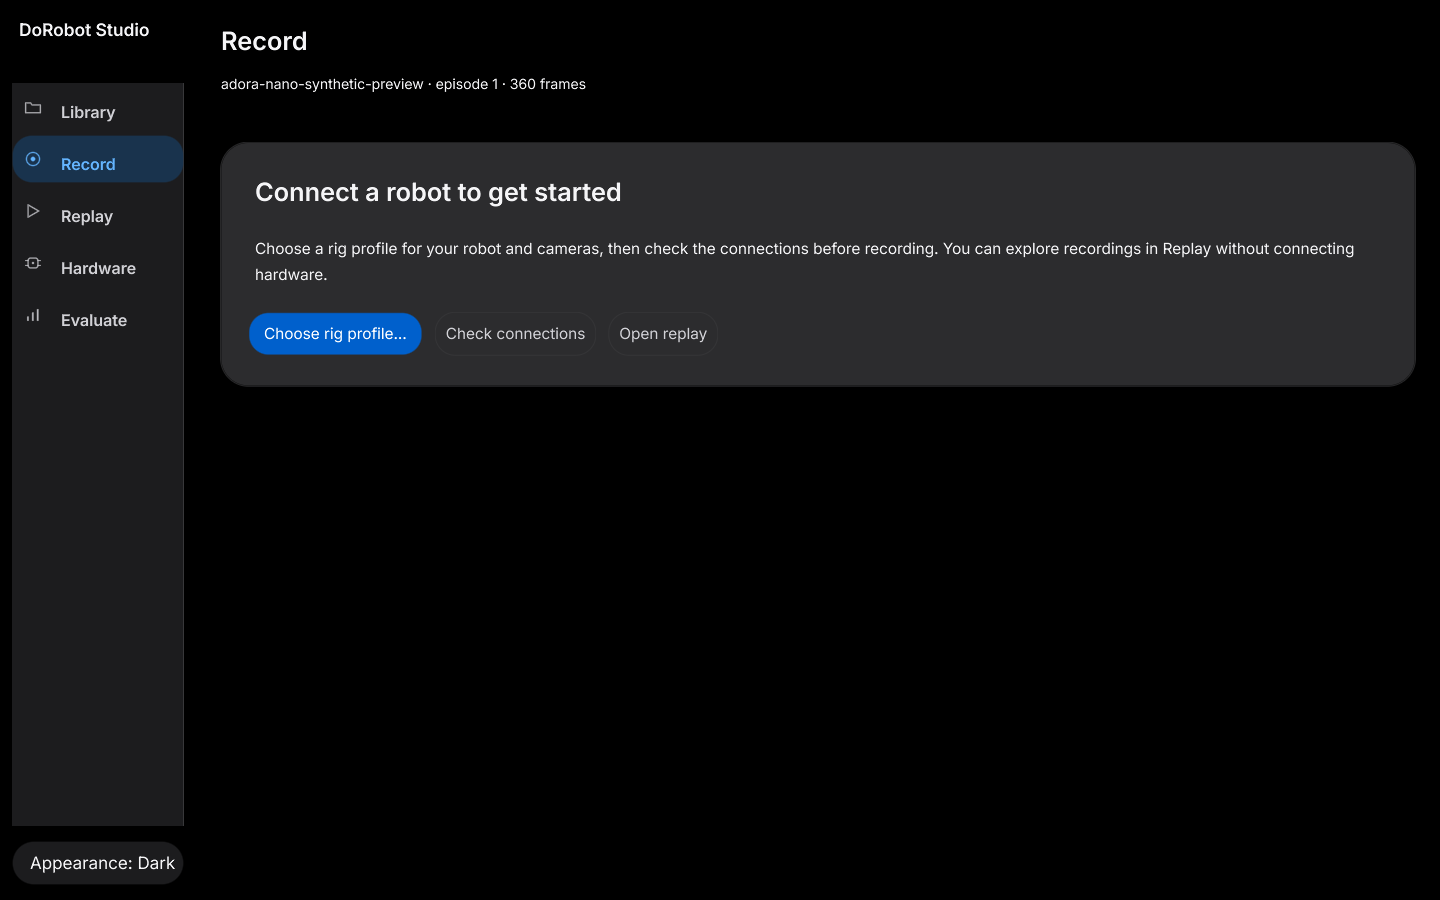 DoRobot Studio
Library
Record
Replay
Hardware
Evaluate
Appearance: Dark
Record
adora-nano-synthetic-preview · episode 1 · 360 frames
Connect a robot to get started
Choose a rig profile for your robot and cameras, then check the connections before recording. You can explore recordings in Replay without connecting
hardware.
Choose rig profile...
Check connections
Open replay